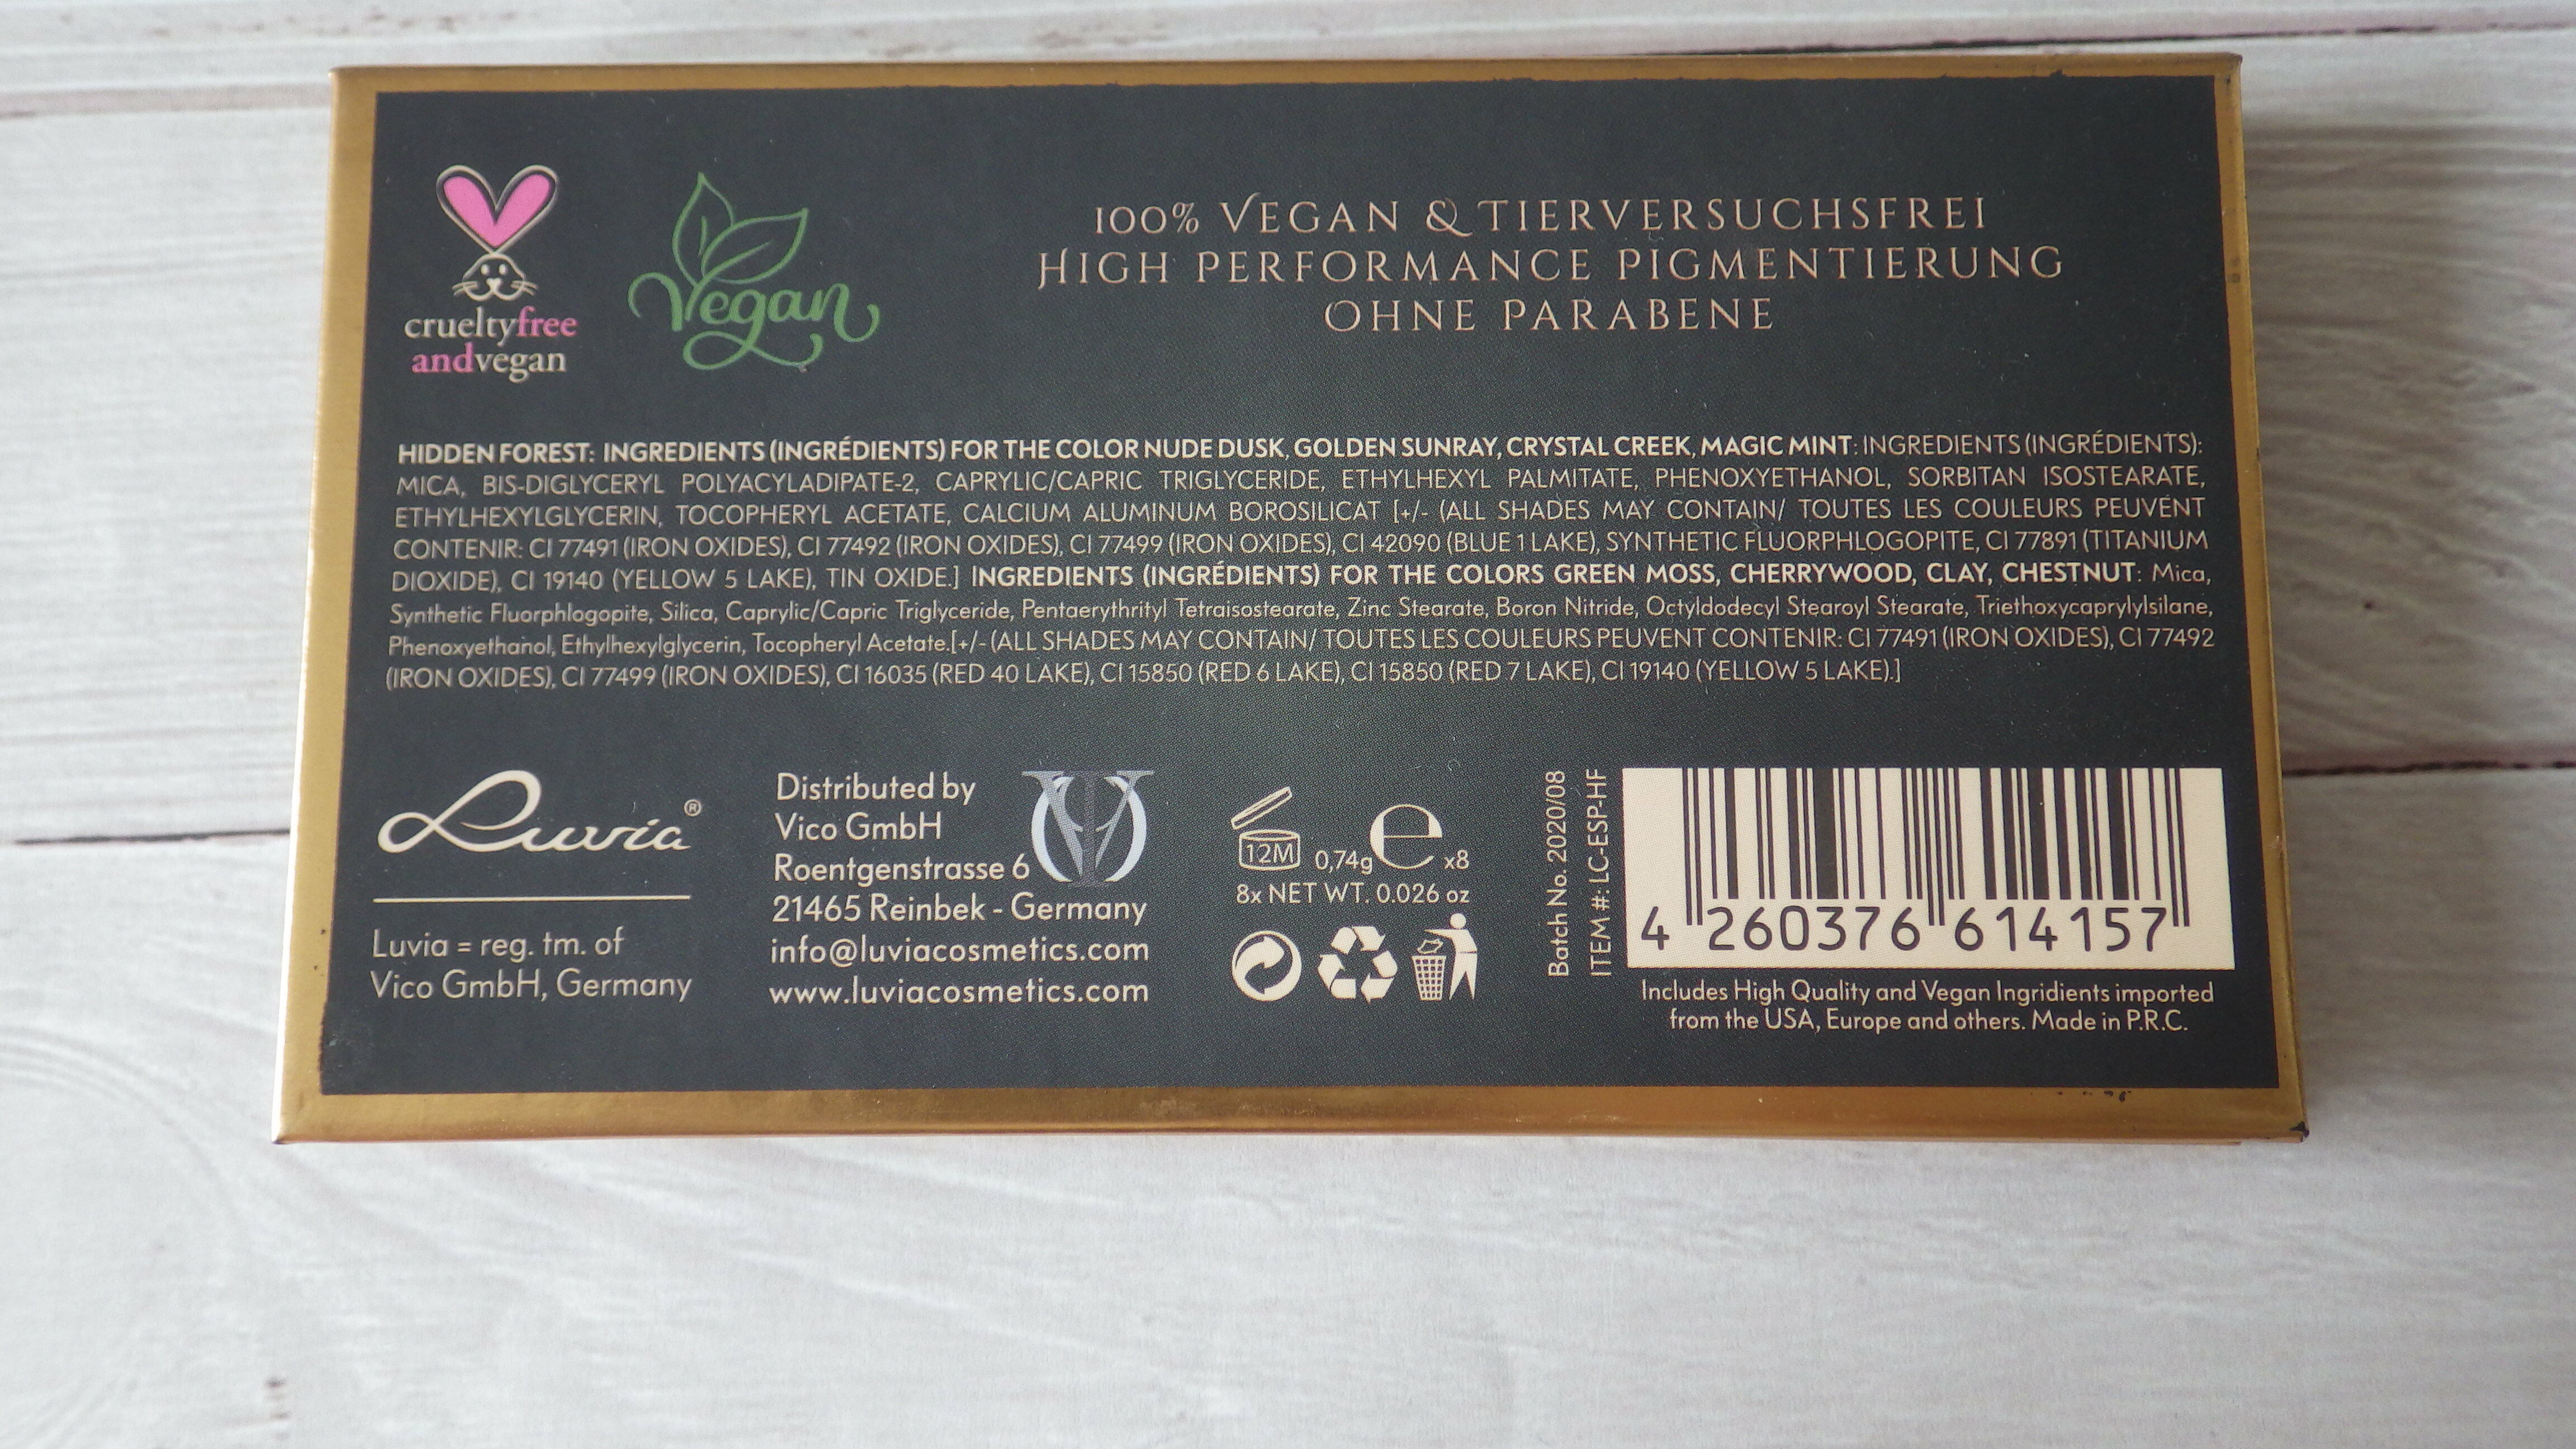 crueltyfree
andvegan
Vegan
100% VEGAN & TIERVERSUCHSFREI
HIGH PERFORMANCE PIGMENTIERUNG
OHNE PARABENE
HIDDEN FOREST: INGREDIENTS (INGRÉDIENTS) FOR THE COLOR NUDE DUSK, GOLDEN SUNRAY, CRYSTAL CREEK, MAGIC MINT: INGREDIENTS (INGRÉDIENTS):
MICA, BIS-DIGLYCERYL POLYACYLADIPATE-2, CAPRYLIC/CAPRIC TRIGLYCERIDE, ETHYLHEXYL PALMITATE, PHENOXYETHANOL, SORBITAN ISOSTEARATE,
ETHYLHEXYLGLYCERIN, TOCOPHERYL ACETATE, CALCIUM ALUMINUM BOROSILICAT [+/- (ALL SHADES MAY CONTAIN/ TOUTES LES COULEURS PEUVENT
CONTENIR: CI 77491 (IRON OXIDES), CI 77492 (IRON OXIDES), CI 77499 (IRON OXIDES), CI 42090 (BLUE 1 LAKE), SYNTHETIC FLUORPHLOGOPITE, CI 77891 (TITANIUM
DIOXIDE), CI 19140 (YELLOW 5 LAKE), TIN OXIDE.] INGREDIENTS (INGRÉDIENTS) FOR THE COLORS GREEN MOSS, CHERRYWOOD, CLAY, CHESTNUT: Mica,
Synthetic Fluorphlogopite, Silica, Caprylic/Capric Triglyceride, Pentaerythrityl Tetraisostearate, Zinc Stearate, Boron Nitride, Octyldodecyl Stearoyl Stearate, Triethoxycaprylylsilane,
Phenoxyethanol, Ethylhexylglycerin, Tocopheryl Acetate.[+/- (ALL SHADES MAY CONTAIN/ TOUTES LES COULEURS PEUVENT CONTENIR: CI 77491 (IRON OXIDES), CI 77492
(IRON OXIDES), CI 77499 (IRON OXIDES), CI 16035 (RED 40 LAKE), CI 15850 (RED 6 LAKE), CI 15850 (RED 7 LAKE), CI 19140 (YELLOW 5 LAKE).]
Luvia®
Luvia = reg. tm. of
Vico GmbH, Germany
Distributed by
Vico GmbH
Roentgenstrasse 6
21465 Reinbek - Germany
info@luviacosmetics.com
www.luviacosmetics.com
12M 0,74g e x8
8x NET WT. 0.026 oz
Batch No. 2020/08
ITEM #: LC-ESP-HF
4 260376 614157
Includes High Quality and Vegan Ingridients imported
from the USA, Europe and others. Made in P.R.C.